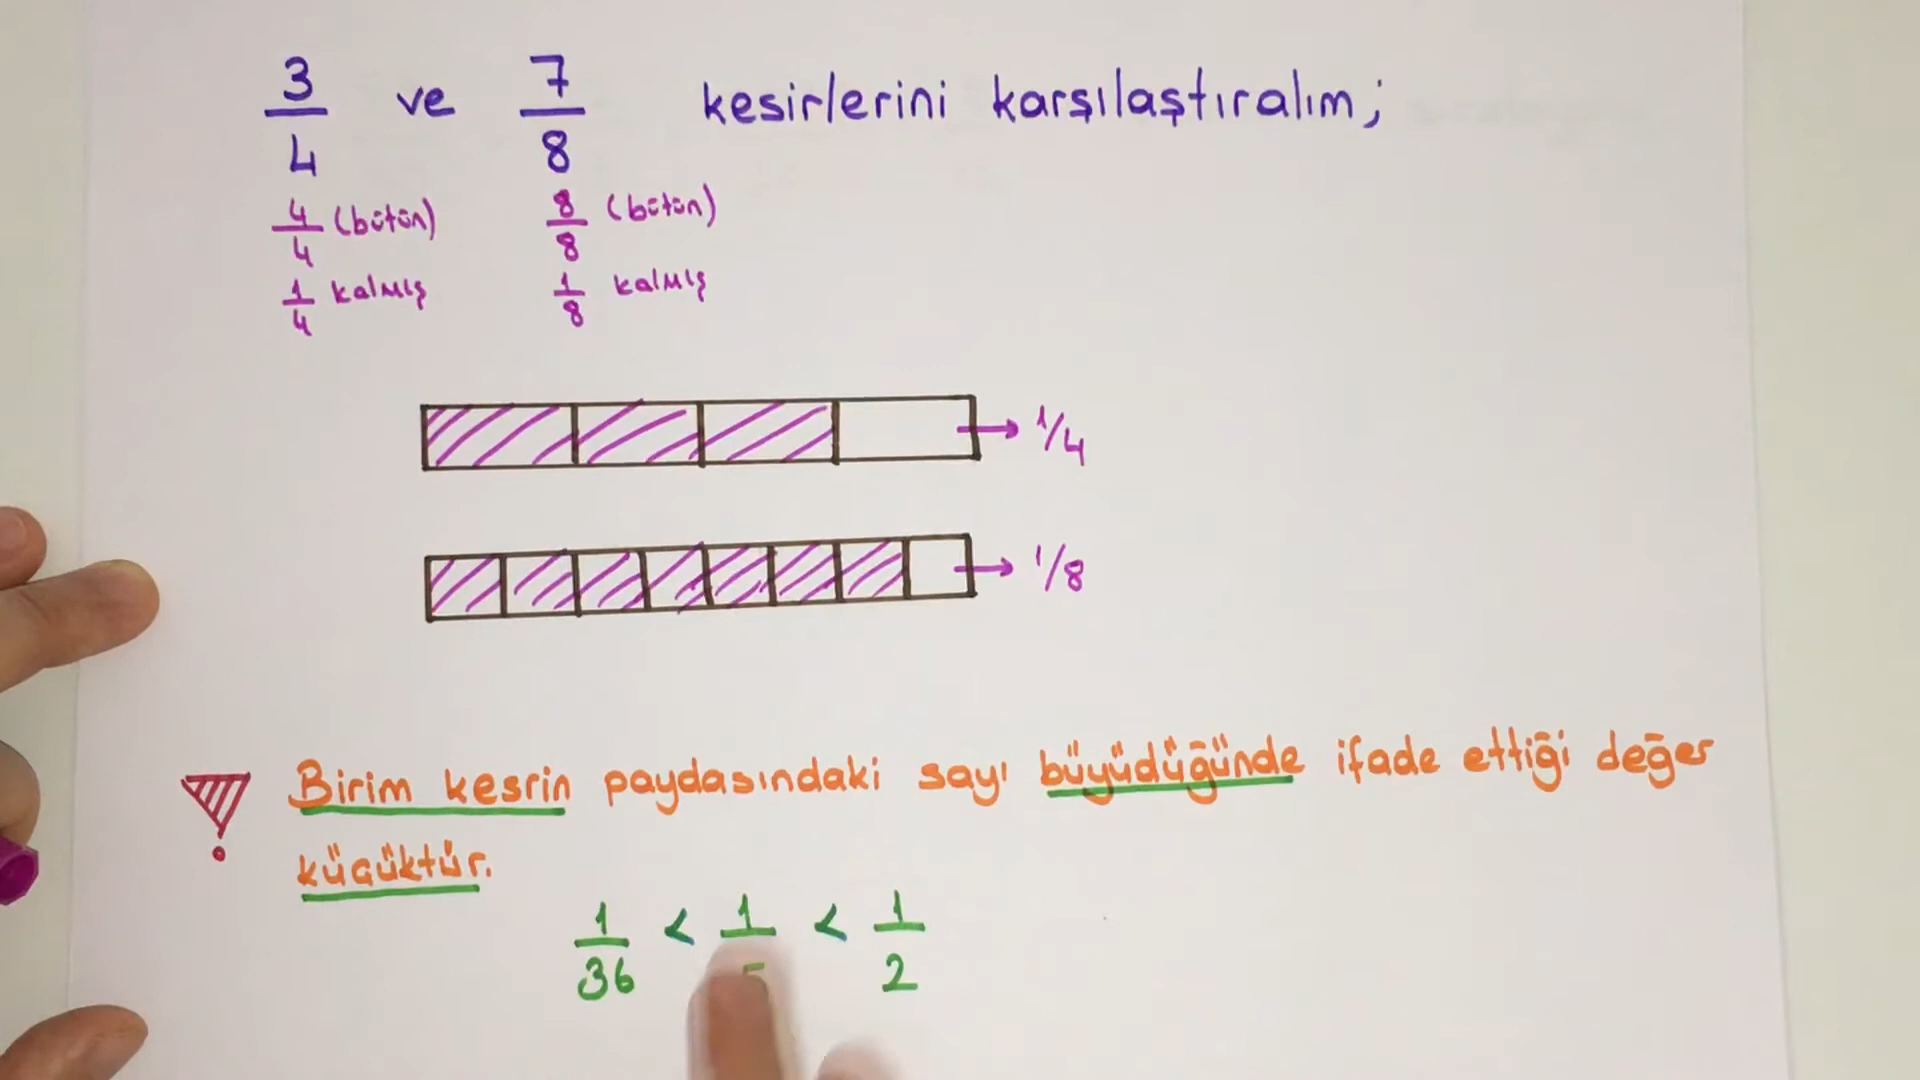 3/4 ve 7/8 kesirlerini karşılaştıralım;
4/4 (bütün) 8/8 (bütün)
1/4 kalmış 1/8 kalmış
1/4
1/8
Birim kesrin paydasındaki sayı büyüdüğünde ifade ettiği değer
küçüktür.
1/36 < 1/ < 1/2